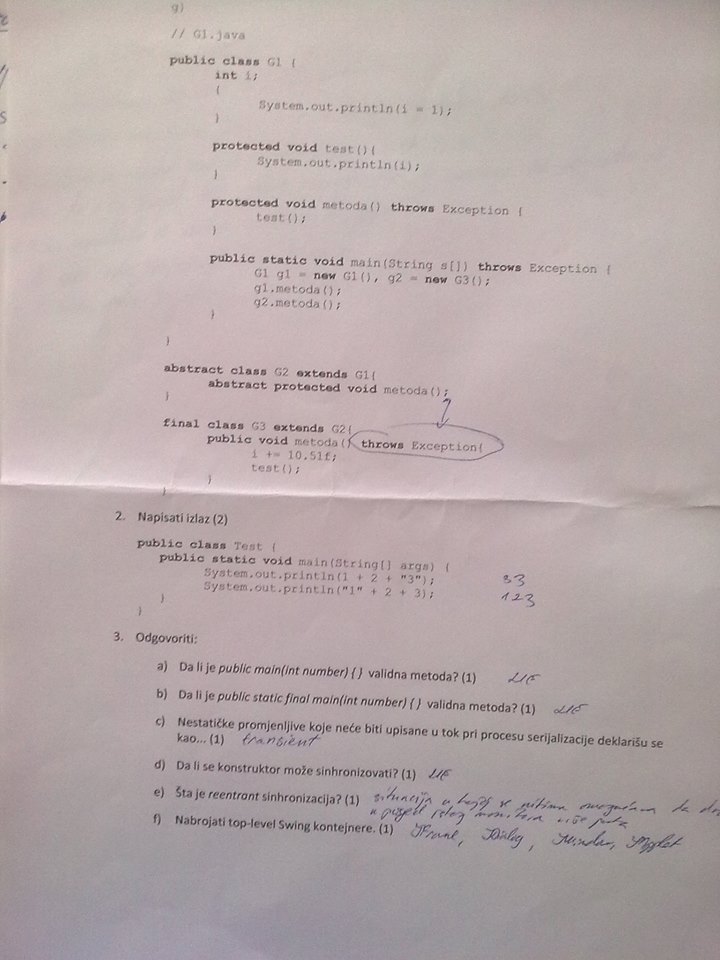 g)
// G1.java
public class G1 {
int i;
{
System.out.println(i = 1);
}
protected void test(){
System.out.println(i);
}
protected void metoda() throws Exception {
test();
}
public static void main(String s[]) throws Exception {
G1 g1 = new G1(), g2 = new G3();
g1.metoda();
g2.metoda();
}
}
abstract class G2 extends G1{
abstract protected void metoda();
}
final class G3 extends G2{
public void metoda() throws Exception{
i += 10.51f;
test();
}
}
2. Napisati izlaz (2)
public class Test {
public static void main(String[] args) {
System.out.println(1 + 2 + "3"); 33
System.out.println("1" + 2 + 3); 123
}
}
3. Odgovoriti:
a) Da li je public main(int number) { } validna metoda? (1) NE
b) Da li je public static final main(int number) { } validna metoda? (1) NE
c) Nestatičke promjenljive koje neće biti upisane u tok pri procesu serijalizacije deklarišu se
kao... (1) transient
d) Da li se konstruktor može sinhronizovati? (1) NE
e) Šta je reentrant sinhronizacija? (1) situacija u kojoj se nitima omogućava da
u posjed istog monitora više puta
f) Nabrojati top-level Swing kontejnere. (1) JFrame, JDialog, JWindow, JApplet